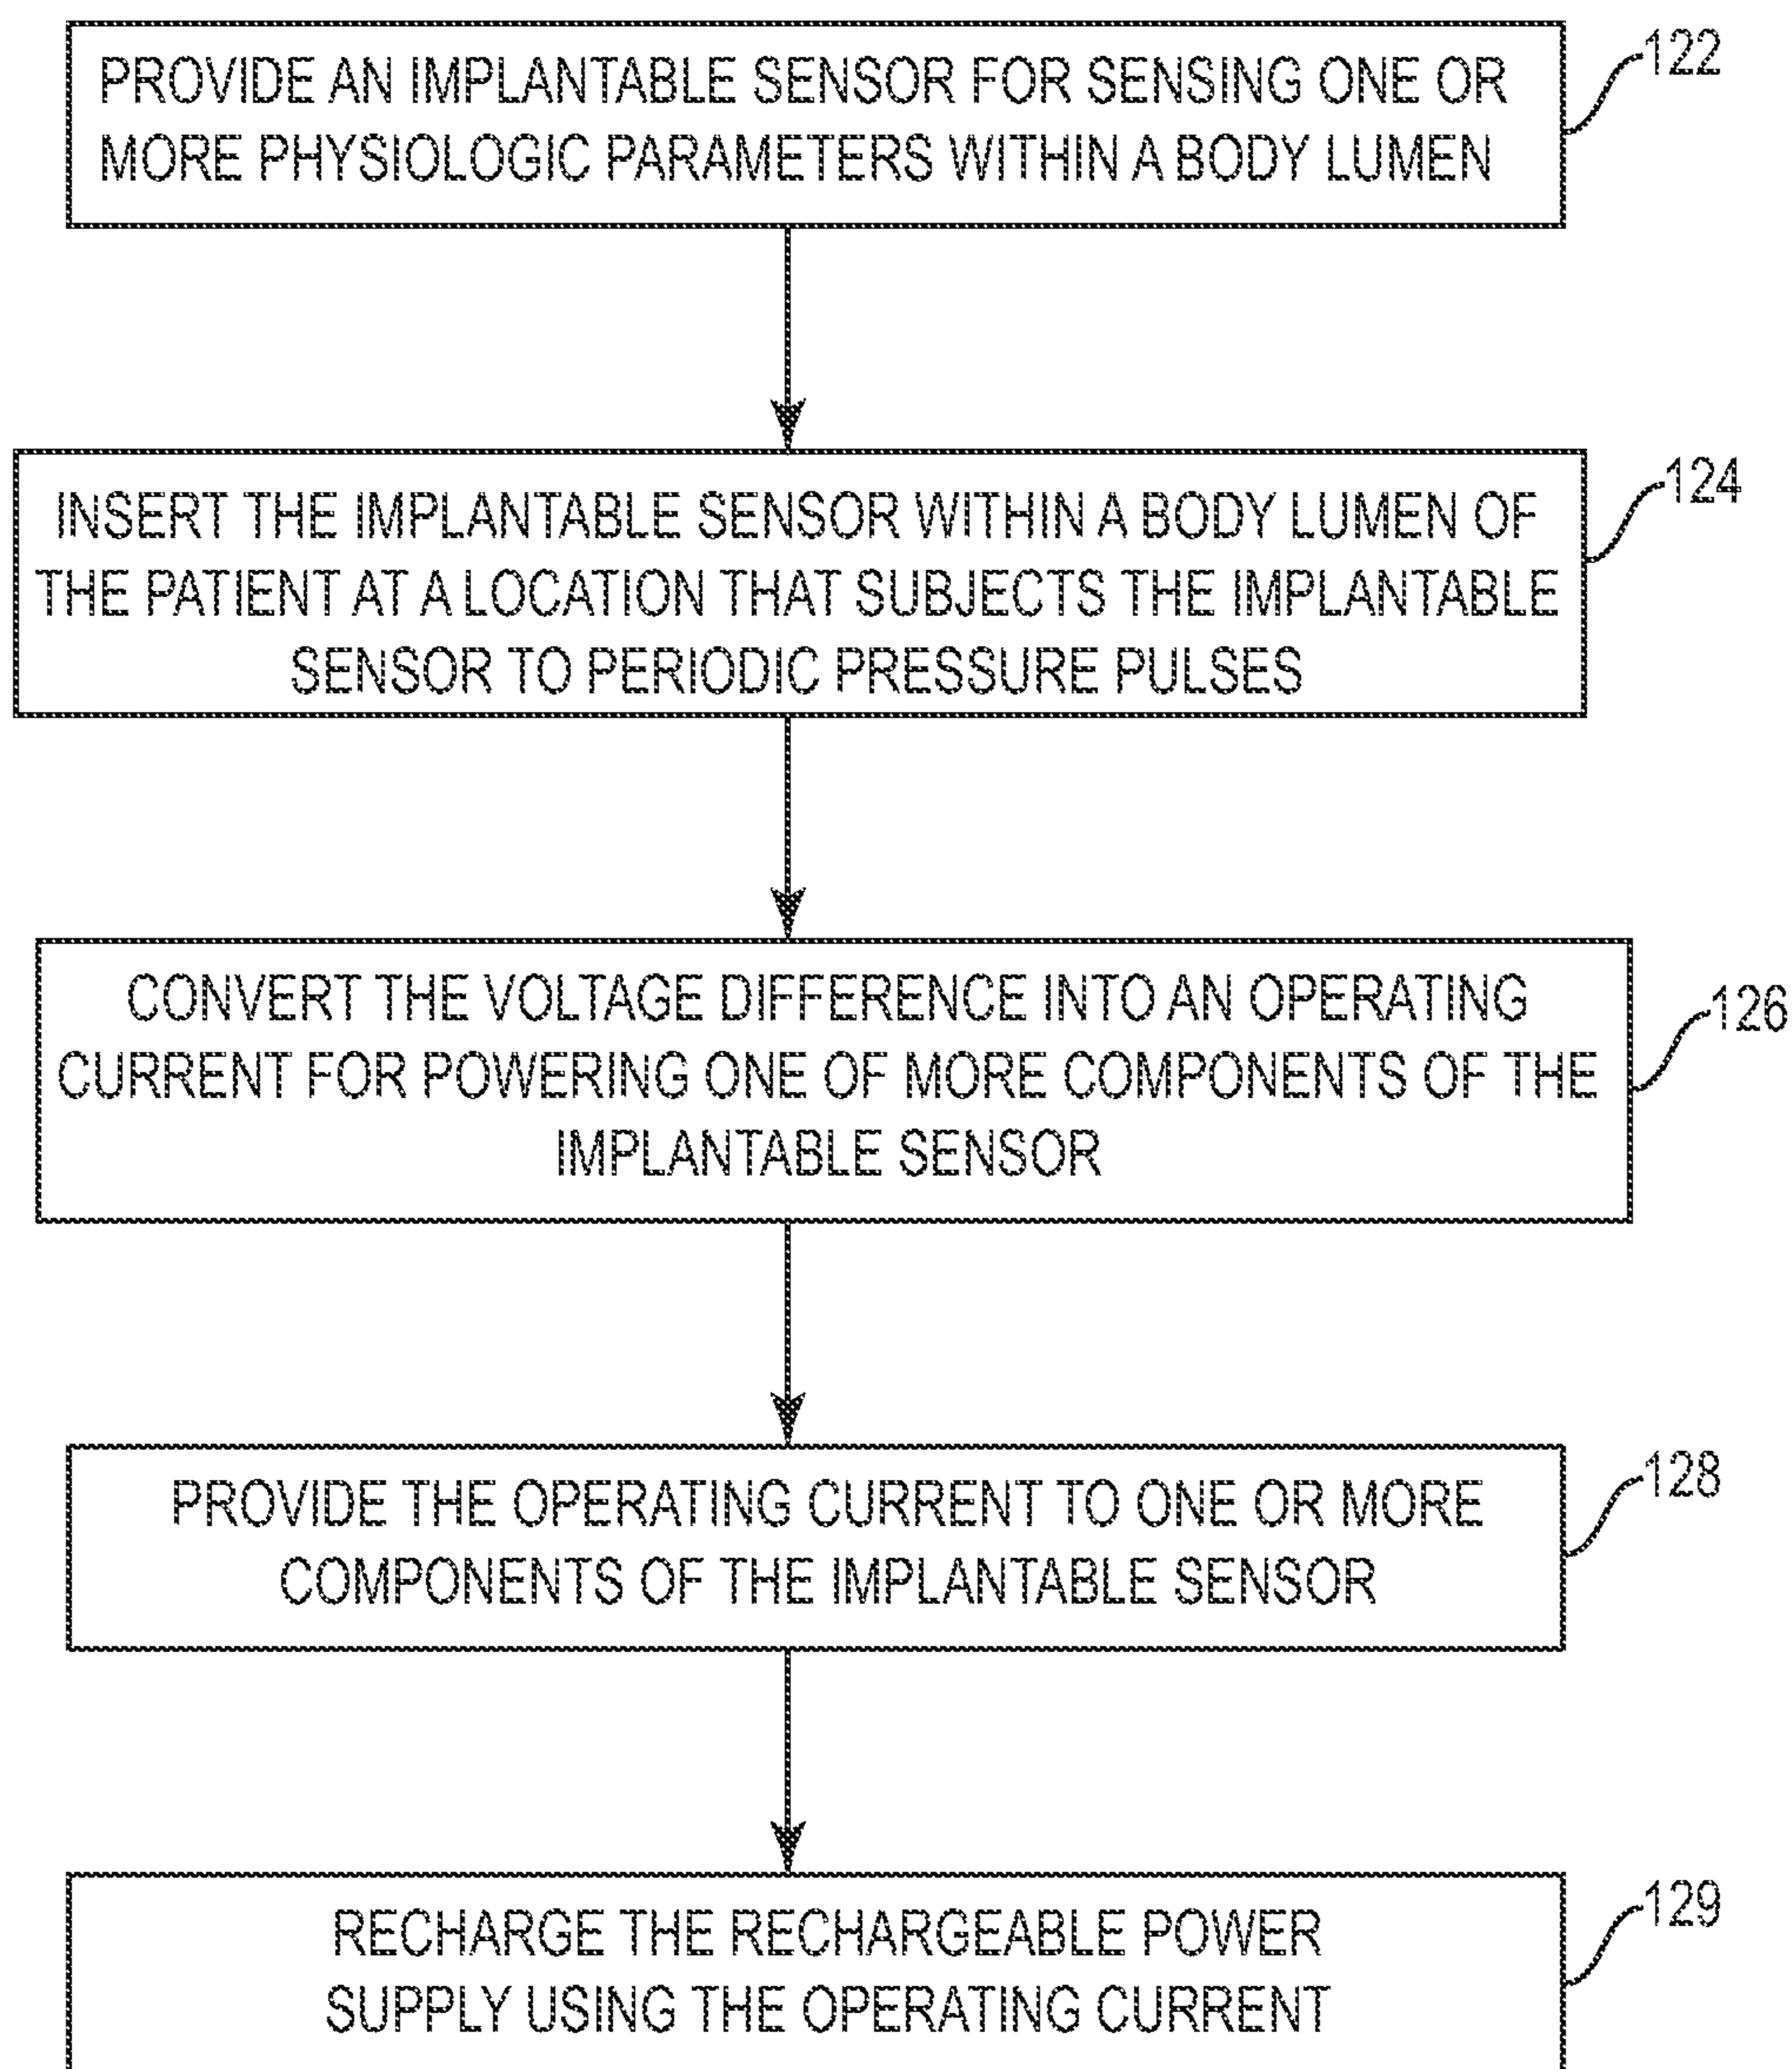 PROVIDE AN IMPLANTABLE SENSOR FOR SENSING ONE OR
MORE PHYSIOLOGIC PARAMETERS WITHIN A BODY LUMEN
122
INSERT THE IMPLANTABLE SENSOR WITHIN A BODY LUMEN OF
THE PATIENT AT A LOCATION THAT SUBJECTS THE IMPLANTABLE
SENSOR TO PERIODIC PRESSURE PULSES
124
CONVERT THE VOLTAGE DIFFERENCE INTO AN OPERATING
CURRENT FOR POWERING ONE OF MORE COMPONENTS OF THE
IMPLANTABLE SENSOR
126
PROVIDE THE OPERATING CURRENT TO ONE OR MORE
COMPONENTS OF THE IMPLANTABLE SENSOR
128
RECHARGE THE RECHARGEABLE POWER
SUPPLY USING THE OPERATING CURRENT
129